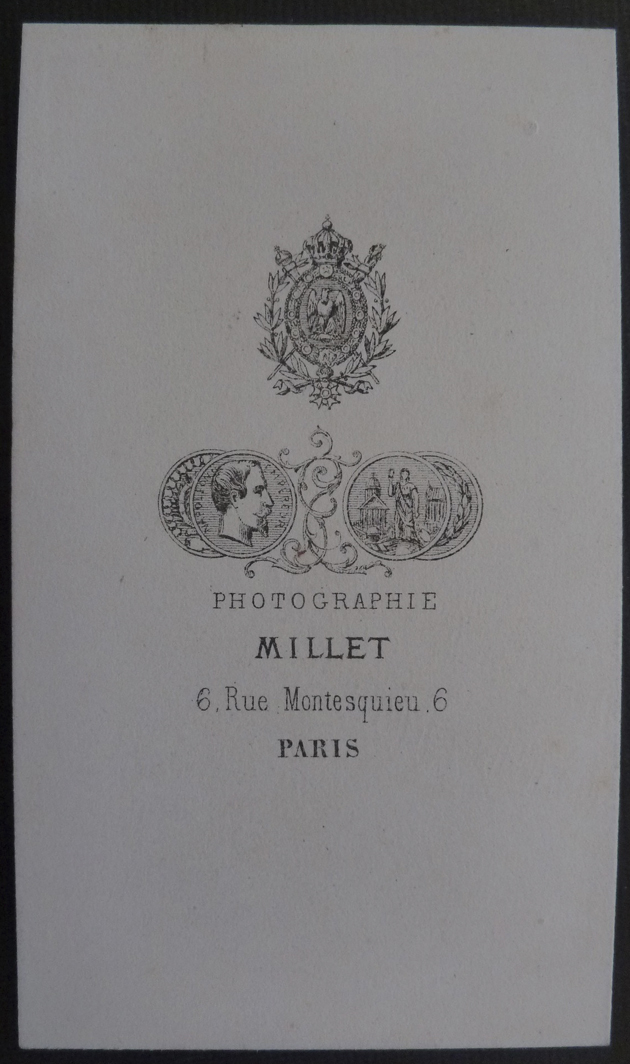 PHOTOGRAPHIE
MILLET
6, Rue Montesquieu, 6
PARIS